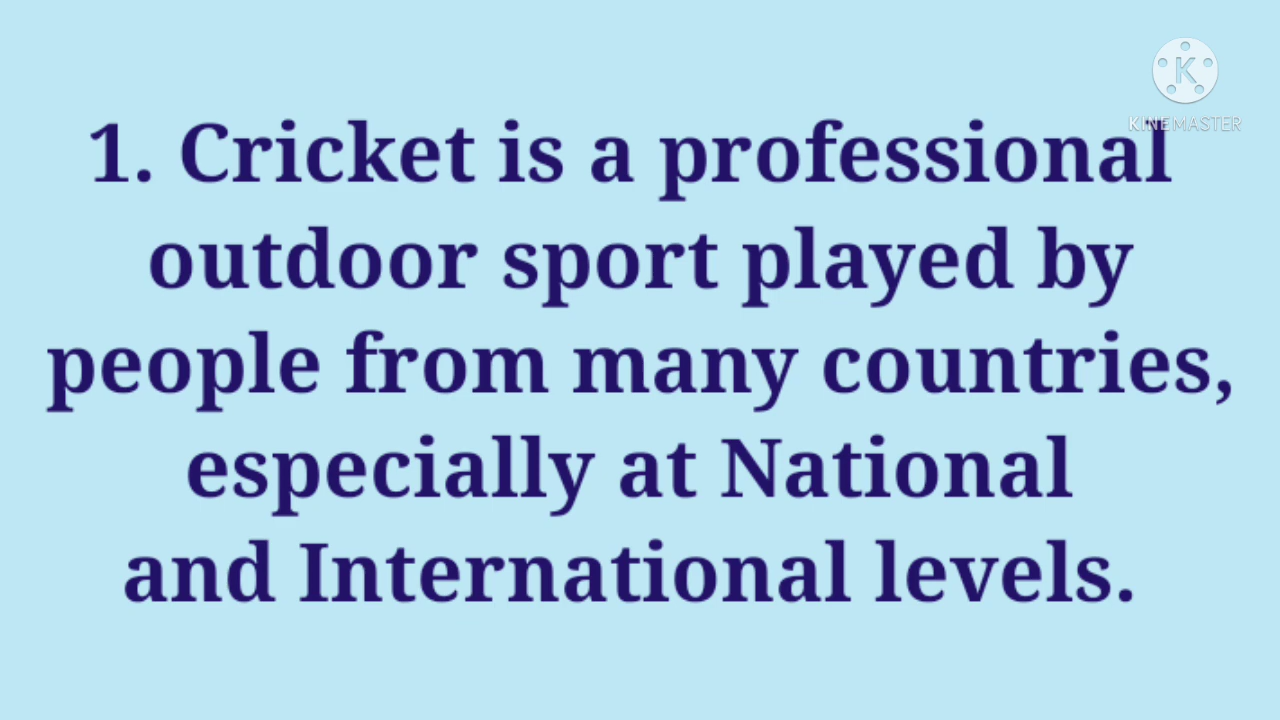 K
KINEMASTER
1. Cricket is a professional
outdoor sport played by
people from many countries,
especially at National
and International levels.